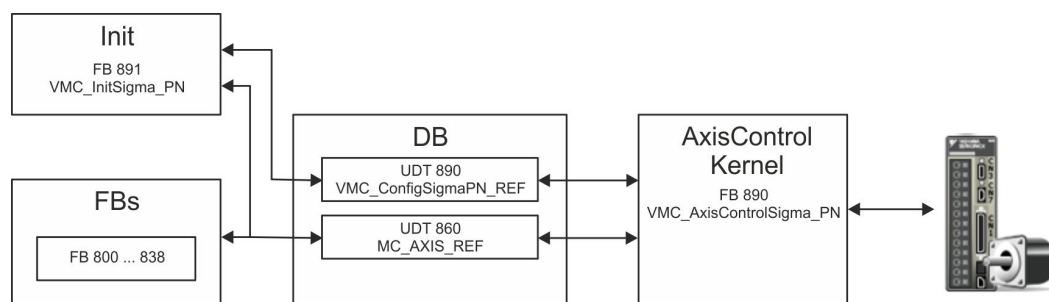 Init
FB 891
VMC_InitSigma_PN
FBs
FB 800 ... 838
DB
UDT 890
VMC_ConfigSigmaPN_REF
UDT 860
MC_AXIS_REF
AxisControl
Kernel
FB 890
VMC_AxisControlSigma_PN